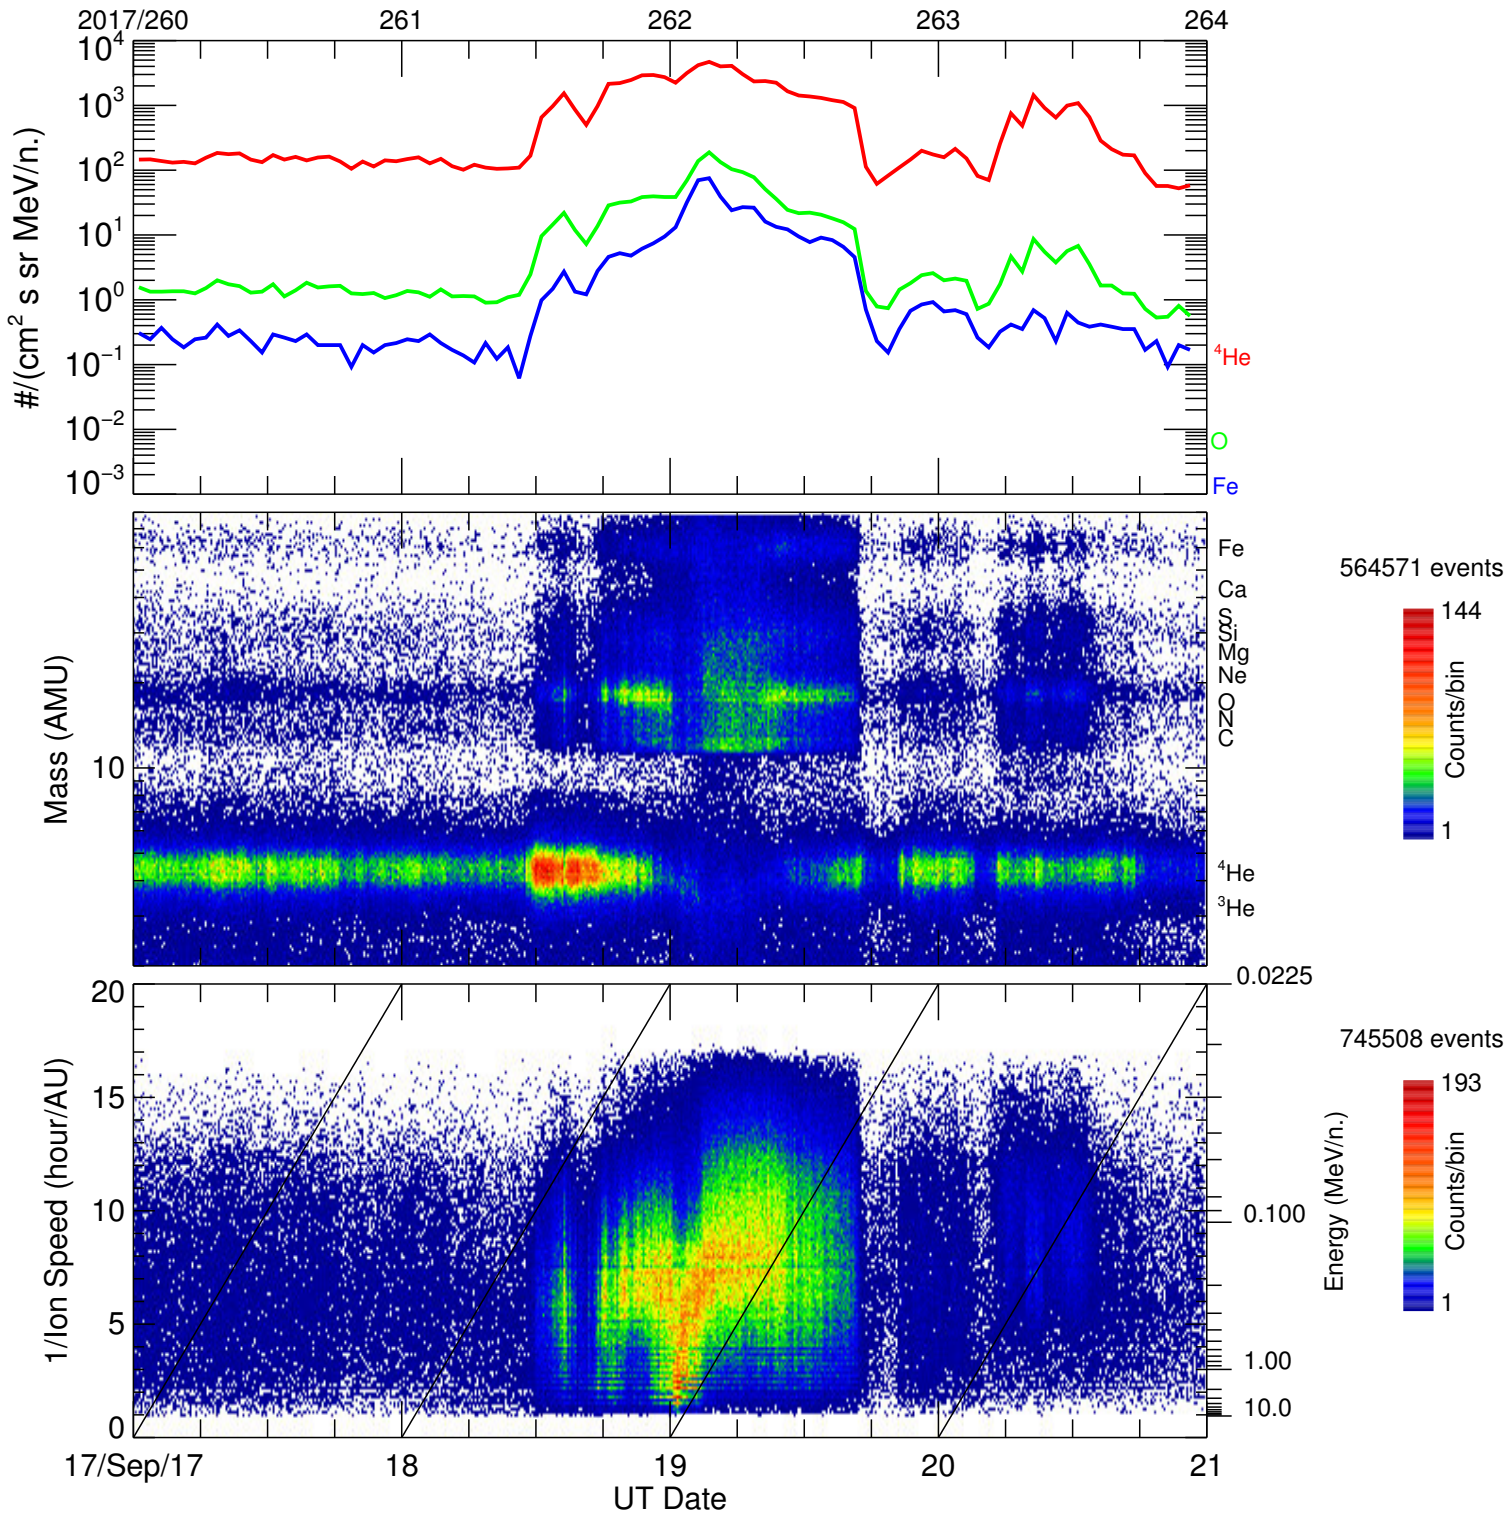 2017/260 261 262 263 264
10^4
10^3
10^2
10^1
10^0
10^−1
10^−2
10^−3
#/(cm^2 s sr MeV/n.)
^4He
O
Fe
Fe
Ca
S
Si
Mg
Ne
O
N
C
^4He
^3He
10
Mass (AMU)
564571 events
144
Counts/bin
1
20
15
10
5
0
1/Ion Speed (hour/AU)
0.0225
0.100
1.00
10.0
Energy (MeV/n.)
745508 events
193
Counts/bin
1
17/Sep/17 18 19 20 21
UT Date